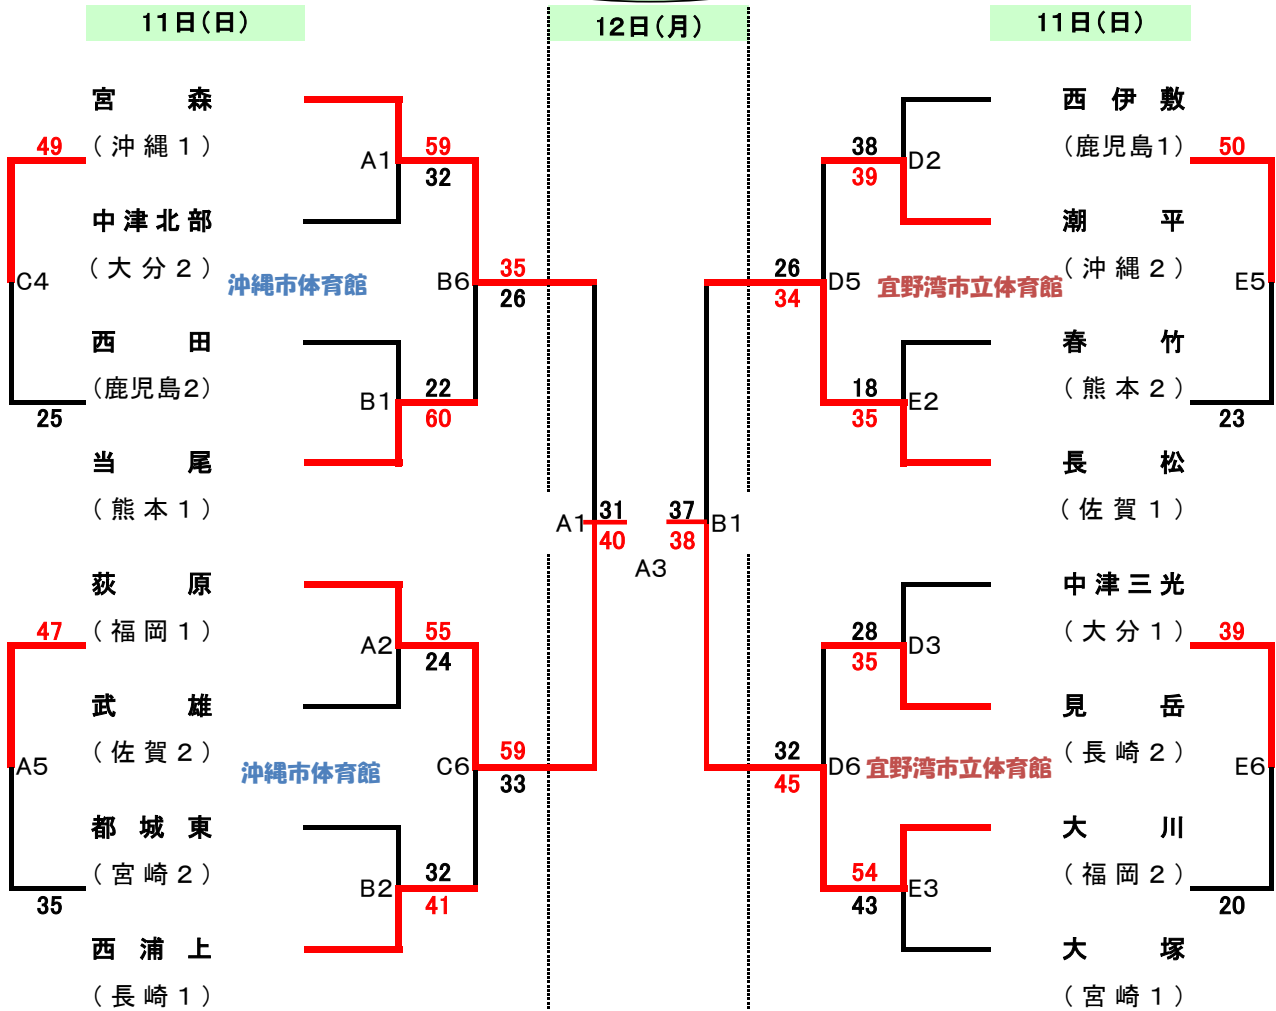 11日(日)
12日(月)
11日(日)
宮森
(沖縄1)
49
A1
59
32
中津北部
(大分2)
C4
沖縄市体育館
B6
35
26
西田
(鹿児島2)
25
B1
22
60
当尾
(熊本1)
A1
31
40
A3
荻原
(福岡1)
47
A2
55
24
武雄
(佐賀2)
A5
沖縄市体育館
C6
59
33
都城東
(宮崎2)
35
B2
32
41
西浦上
(長崎1)
西伊敷
(鹿児島1)
50
38
39
D2
潮平
(沖縄2)
26
34
D5
宜野湾市立体育館
E5
春竹
(熊本2)
23
18
35
E2
長松
(佐賀1)
37
38
B1
中津三光
(大分1)
39
28
35
D3
見岳
(長崎2)
32
45
D6
宜野湾市立体育館
E6
大川
(福岡2)
20
54
43
E3
大塚
(宮崎1)